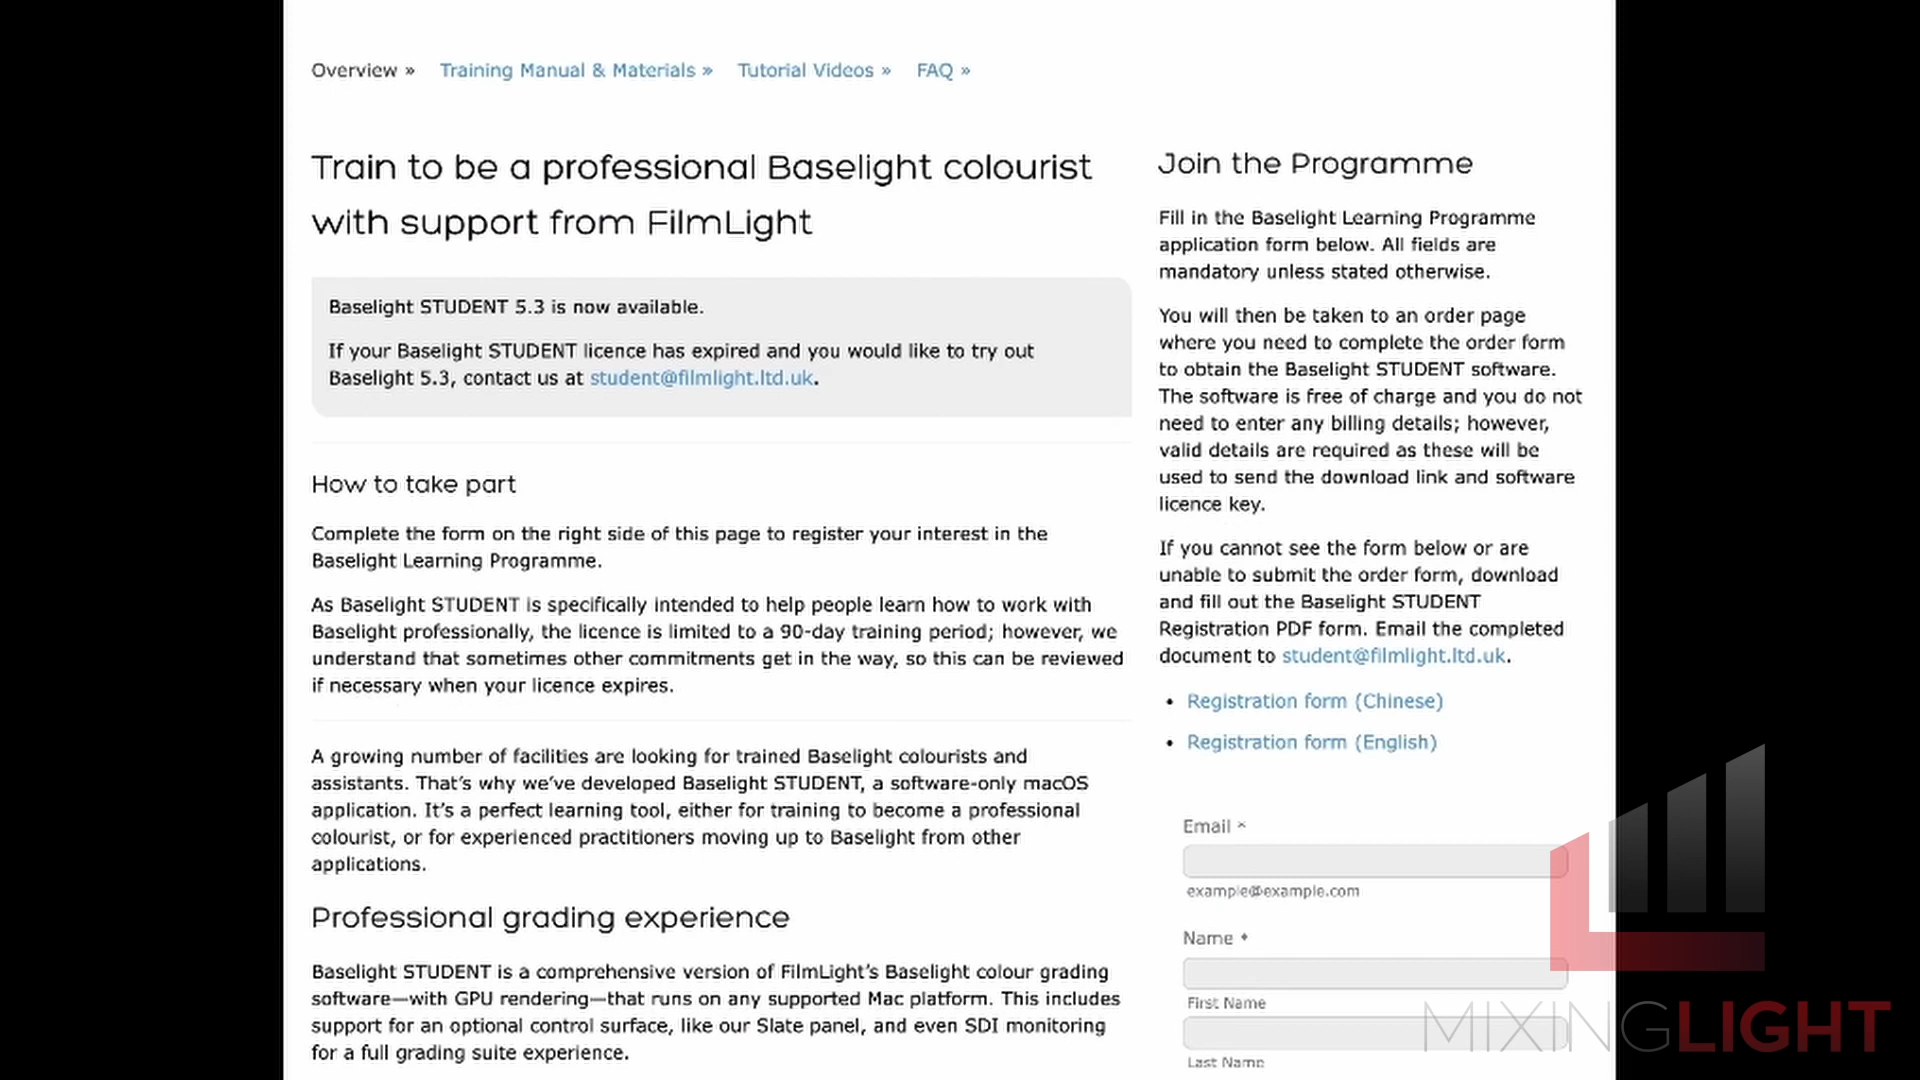 Overview » Training Manual & Materials » Tutorial Videos » FAQ »
Train to be a professional Baselight colourist
with support from FilmLight
Baselight STUDENT 5.3 is now available.
If your Baselight STUDENT licence has expired and you would like to try out
Baselight 5.3, contact us at student@filmlight.ltd.uk.
How to take part
Complete the form on the right side of this page to register your interest in the
Baselight Learning Programme.
As Baselight STUDENT is specifically intended to help people learn how to work with
Baselight professionally, the licence is limited to a 90-day training period; however, we
understand that sometimes other commitments get in the way, so this can be reviewed
if necessary when your licence expires.
A growing number of facilities are looking for trained Baselight colourists and
assistants. That's why we've developed Baselight STUDENT, a software-only macOS
application. It's a perfect learning tool, either for training to become a professional
colourist, or for experienced practitioners moving up to Baselight from other
applications.
Professional grading experience
Baselight STUDENT is a comprehensive version of FilmLight's Baselight colour grading
software—with GPU rendering—that runs on any supported Mac platform. This includes
support for an optional control surface, like our Slate panel, and even SDI monitoring
for a full grading suite experience.
Join the Programme
Fill in the Baselight Learning Programme
application form below. All fields are
mandatory unless stated otherwise.
You will then be taken to an order page
where you need to complete the order form
to obtain the Baselight STUDENT software.
The software is free of charge and you do not
need to enter any billing details; however,
valid details are required as these will be
used to send the download link and software
licence key.
If you cannot see the form below or are
unable to submit the order form, download
and fill out the Baselight STUDENT
Registration PDF form. Email the completed
document to student@filmlight.ltd.uk.
• Registration form (Chinese)
• Registration form (English)
Email *
example@example.com
Name *
First Name
Last Name
MIXINGLIGHT